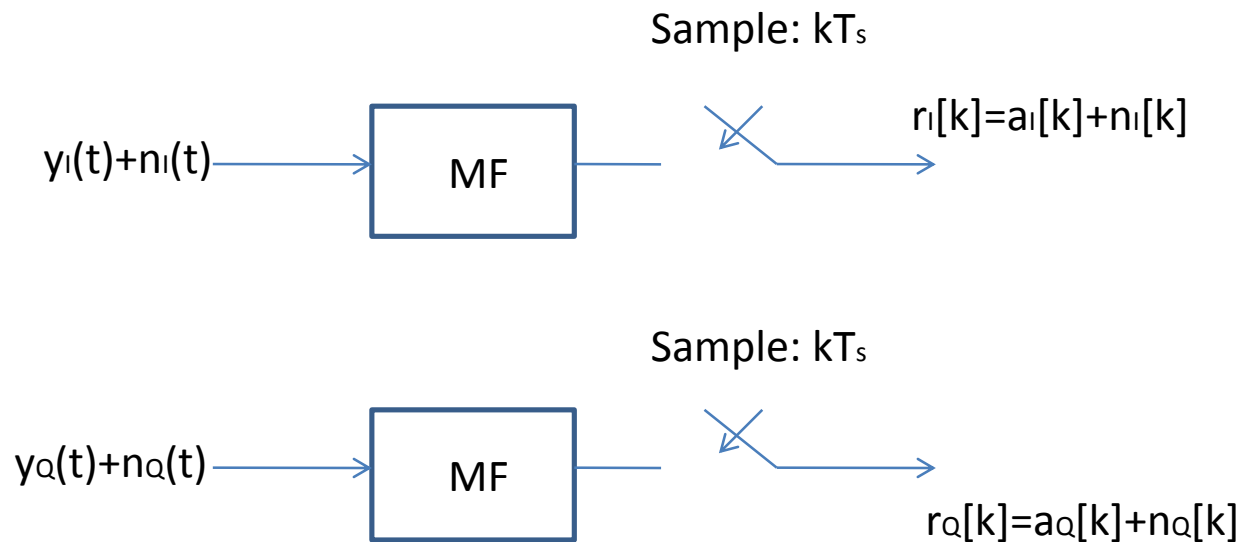 Sample: kTs
rI[k]=aI[k]+nI[k]
yI(t)+nI(t)
MF
Sample: kTs
yQ(t)+nQ(t)
MF
rQ[k]=aQ[k]+nQ[k]